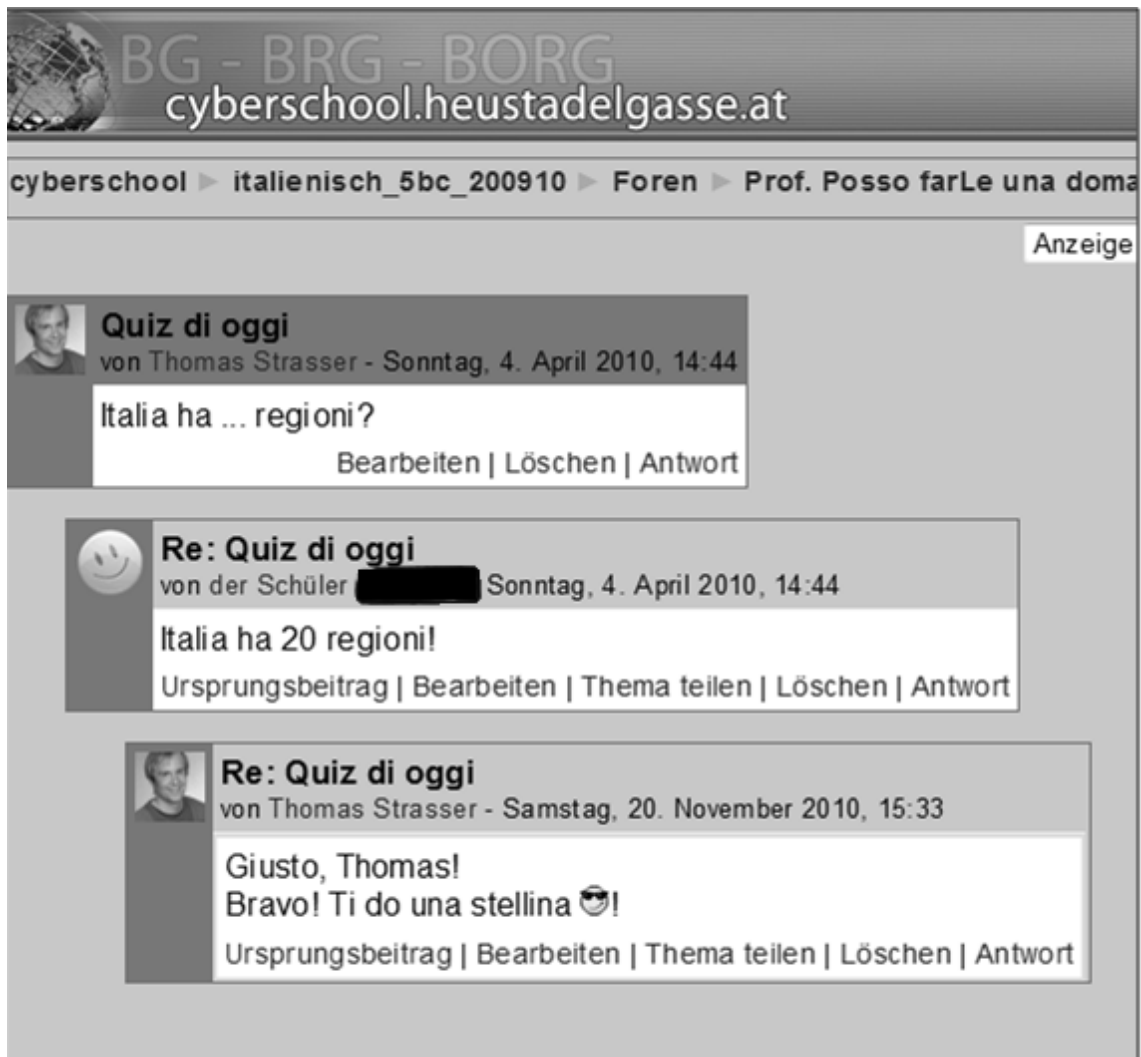 BG - BRG - BORG
cyberschool.heustadelgasse.at
cyberschool ► italienisch_5bc_200910 ► Foren ► Prof. Posso farLe una doma
Anzeige
Quiz di oggi
von Thomas Strasser - Sonntag, 4. April 2010, 14:44
Italia ha ... regioni?
Bearbeiten | Löschen | Antwort
Re: Quiz di oggi
von der Schüler Sonntag, 4. April 2010, 14:44
Italia ha 20 regioni!
Ursprungsbeitrag | Bearbeiten | Thema teilen | Löschen | Antwort
Re: Quiz di oggi
von Thomas Strasser - Samstag, 20. November 2010, 15:33
Giusto, Thomas!
Bravo! Ti do una stellina 😎!
Ursprungsbeitrag | Bearbeiten | Thema teilen | Löschen | Antwort